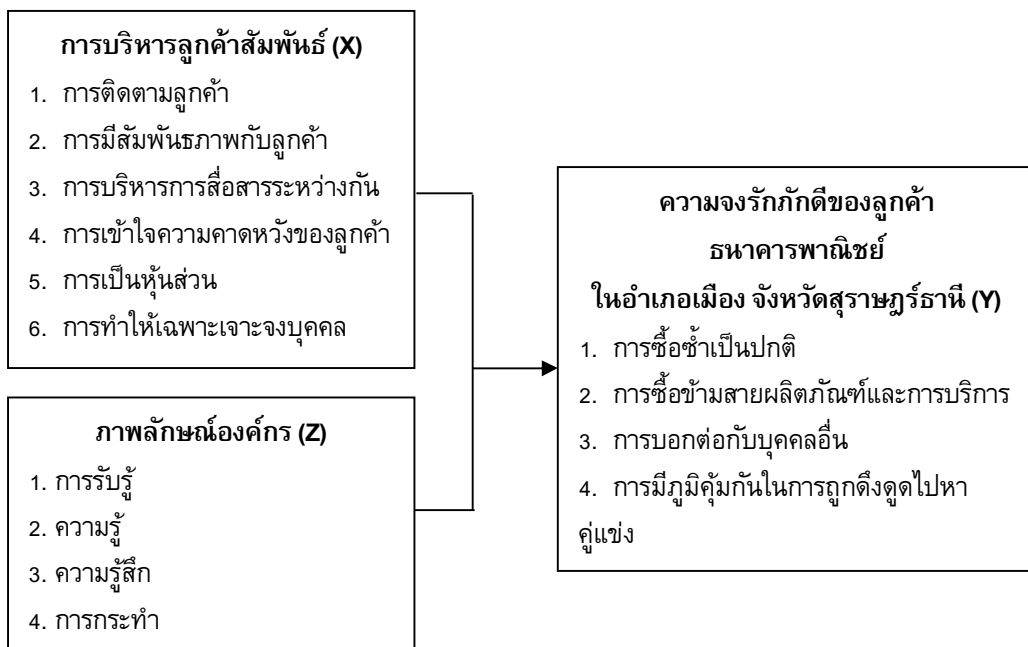 การบริหารลูกค้าสัมพันธ์ (X)
1. การติดตามลูกค้า
2. การมีสัมพันธภาพกับลูกค้า
3. การบริหารการสื่อสารระหว่างกัน
4. การเข้าใจความคาดหวังของลูกค้า
5. การเป็นหุ้นส่วน
6. การทำให้เฉพาะเจาะจงบุคคล
ภาพลักษณ์องค์กร (Z)
1. การรับรู้
2. ความรู้
3. ความรู้สึก
4. การกระทำ
ความจงรักภักดีของลูกค้า
ธนาคารพาณิชย์
ในอำเภอเมือง จังหวัดสุราษฎร์ธานี (Y)
1. การซื้อซ้ำเป็นปกติ
2. การซื้อข้ามสายผลิตภัณฑ์และการบริการ
3. การบอกต่อกับบุคคลอื่น
4. การมีภูมิคุ้มกันในการถูกดึงดูดไปหา
คู่แข่ง